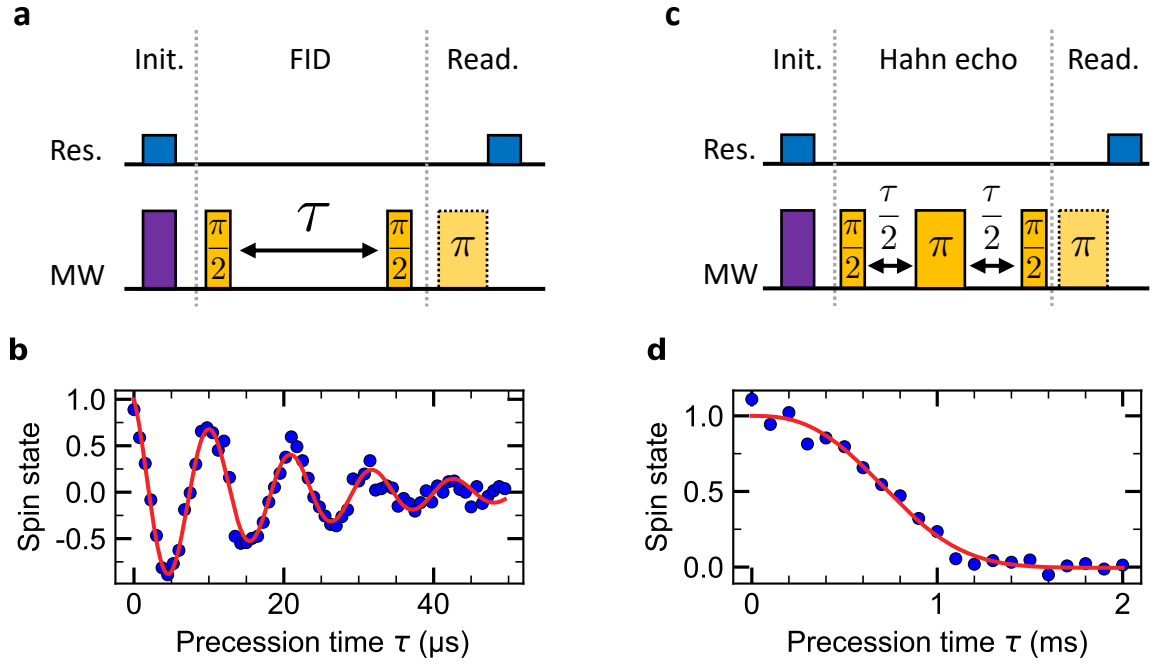 a
Init. FID Read.
Res.
π/2 τ π/2 π
MW
b
Spin state
1.0
0.5
0.0
-0.5
0 20 40
Precession time τ (µs)
c
Init. Hahn echo Read.
Res.
π/2 τ/2 π τ/2 π/2 π
MW
d
Spin state
1.0
0.5
0.0
0 1 2
Precession time τ (ms)